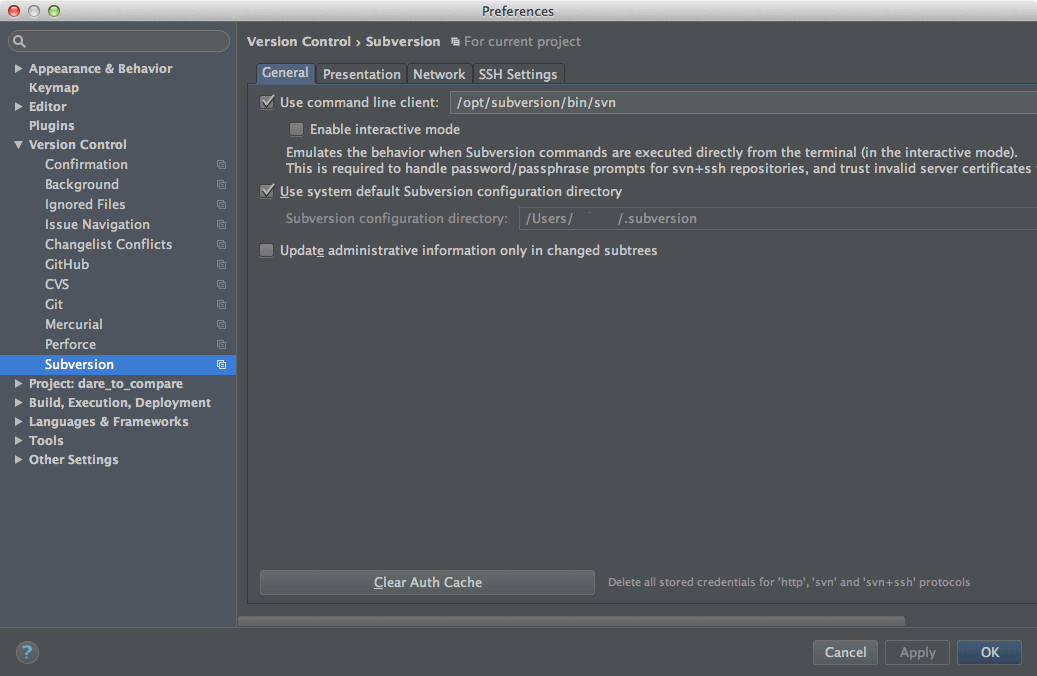 Preferences
Version Control › Subversion For current project
Appearance & Behavior
Keymap
Editor
Plugins
Version Control
Confirmation
Background
Ignored Files
Issue Navigation
Changelist Conflicts
GitHub
CVS
Git
Mercurial
Perforce
Subversion
Project: dare_to_compare
Build, Execution, Deployment
Languages & Frameworks
Tools
Other Settings
General Presentation Network SSH Settings
Use command line client: /opt/subversion/bin/svn
Enable interactive mode
Emulates the behavior when Subversion commands are executed directly from the terminal (in the interactive mode).
This is required to handle password/passphrase prompts for svn+ssh repositories, and trust invalid server certificates
Use system default Subversion configuration directory
Subversion configuration directory: /Users/ /.subversion
Update administrative information only in changed subtrees
Clear Auth Cache Delete all stored credentials for 'http', 'svn' and 'svn+ssh' protocols
? Cancel Apply OK